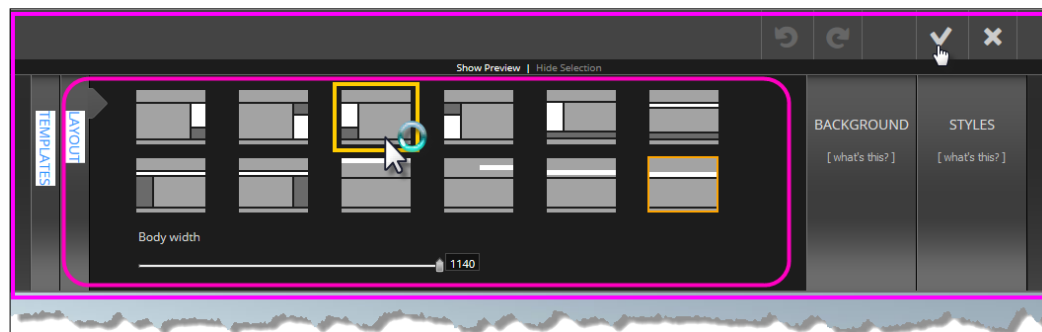 Show Preview | Hide Selection
TEMPLATES
LAYOUT
BACKGROUND
[ what's this? ]
STYLES
[ what's this? ]
Body width
1140